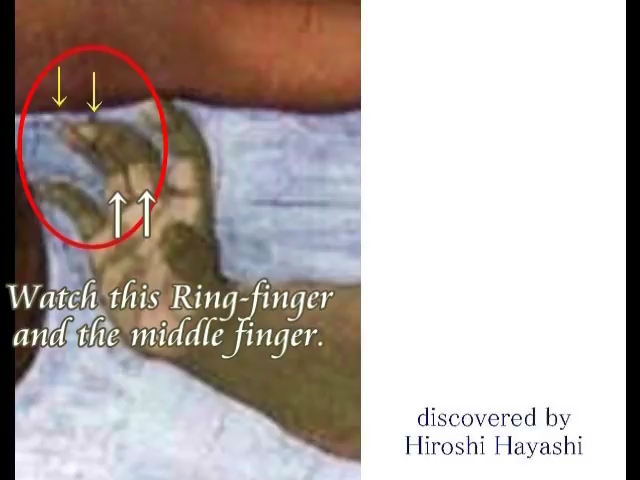 Watch this Ring-finger
and the middle finger.
discovered by
Hiroshi Hayashi